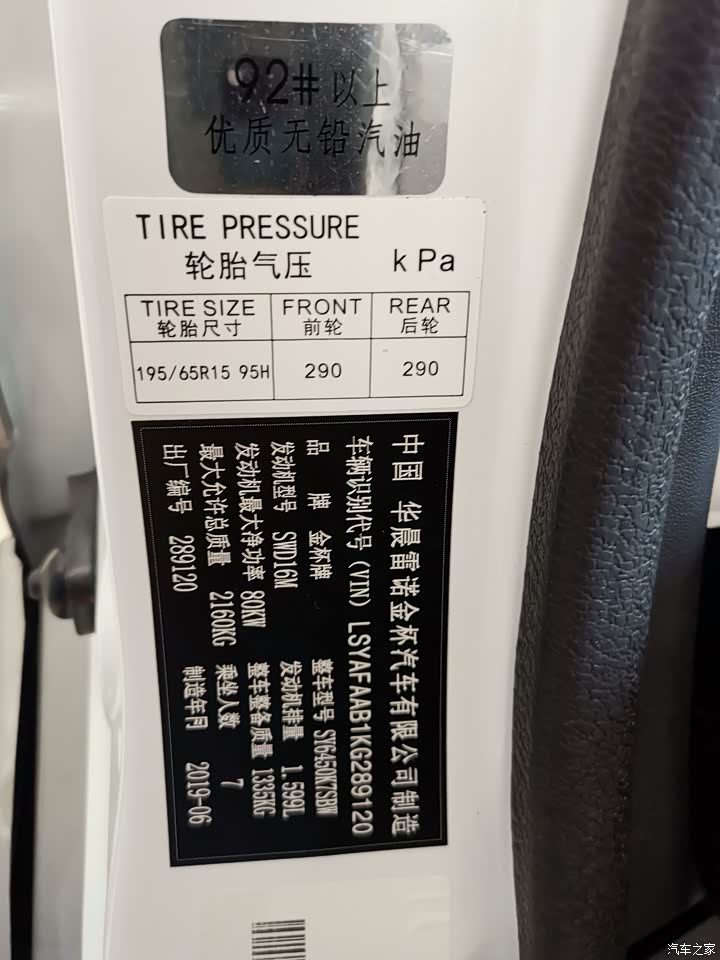 92#以上
优质无铅汽油
TIRE PRESSURE
轮胎气压 kPa
TIRE SIZE FRONT REAR
轮胎尺寸 前轮 后轮
195/65R15 95H 290 290
中国 华晨雷诺金杯汽车有限公司制造
车辆识别代号 (VIN) LSYAFAAB1KG289120
品牌 金杯牌 整车型号 SY6450K7SBW
发动机型号 SWD16M 发动机排量 1.599L
发动机最大净功率 80KW 整车整备质量 1335KG
最大允许总质量 2160KG 乘坐人数 7
出厂编号 289120 制造年月 2019-06
汽车之家